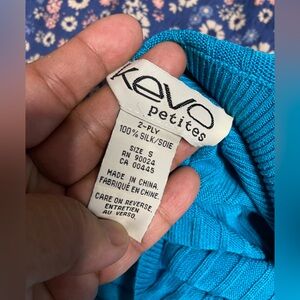 Kevo
petites
2-PLY
100% SILK/SOIE
SIZE S
RN 90024
CA 00445
MADE IN CHINA
FABRIQUÉ EN CHINE
CARE ON REVERSE
ENTRETIEN
AU VERSO